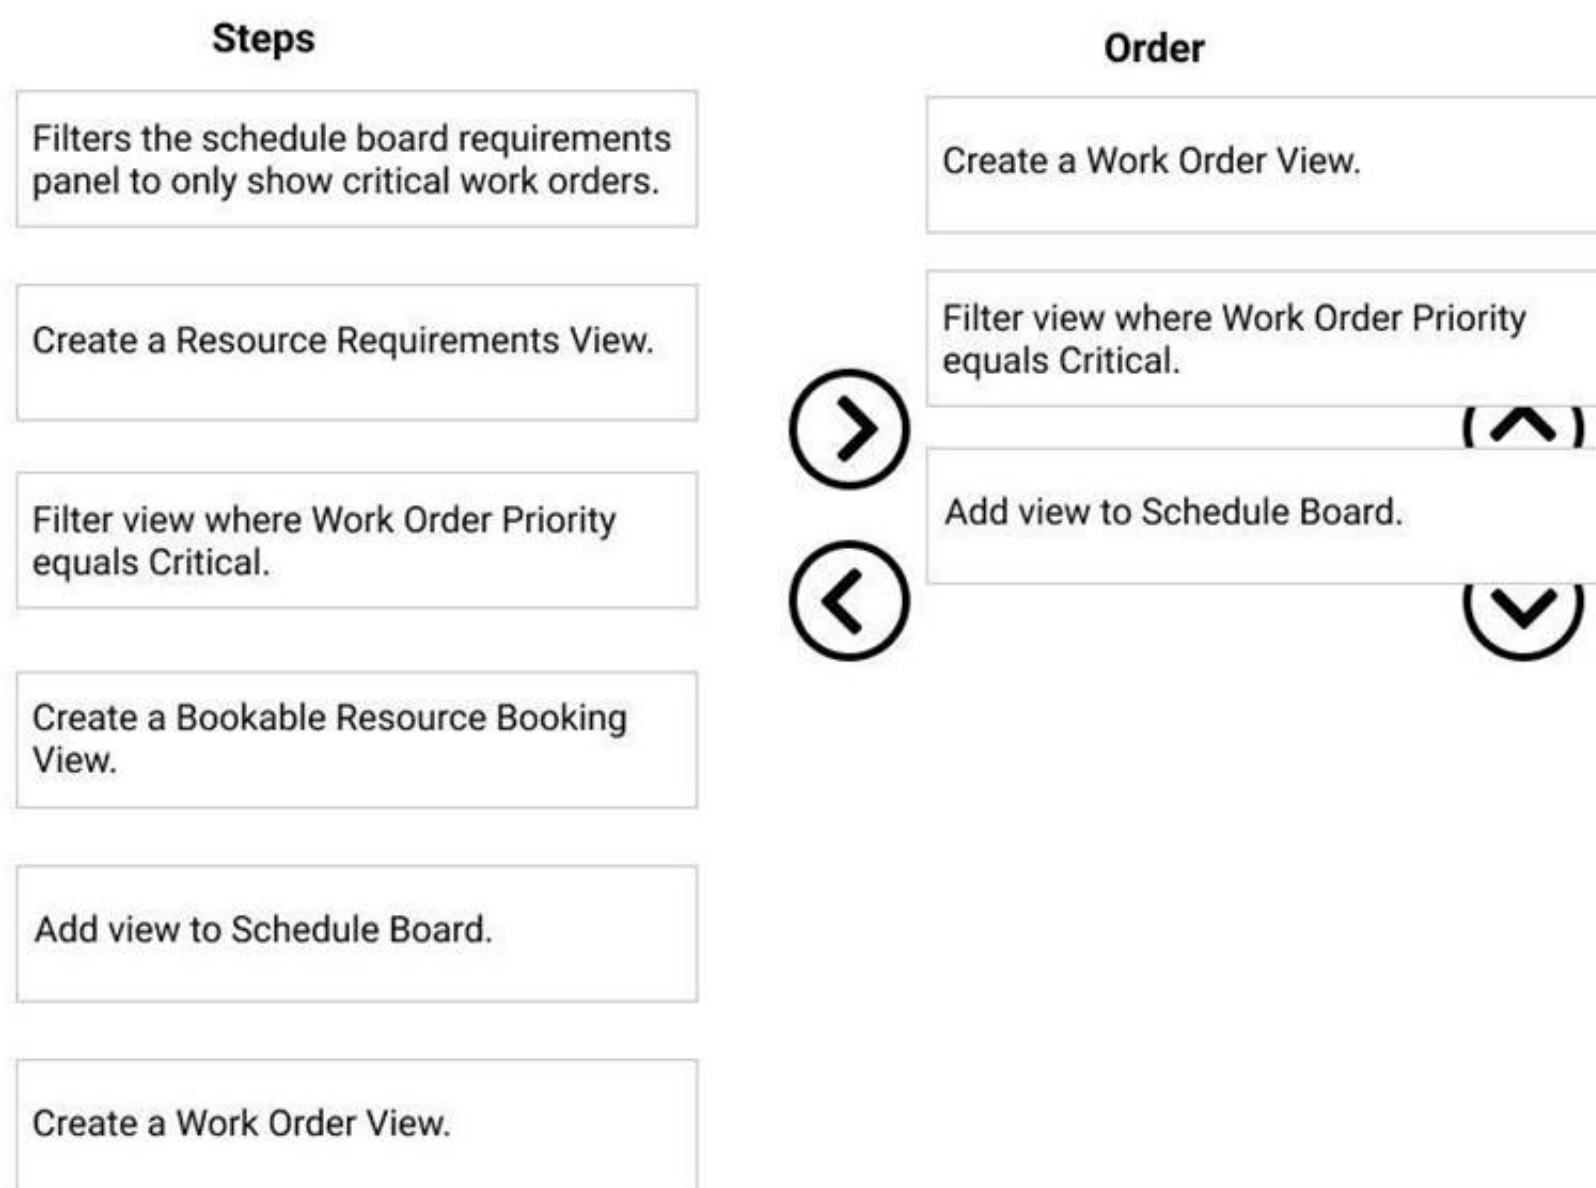 Steps
Filters the schedule board requirements
panel to only show critical work orders.
Create a Resource Requirements View.
Filter view where Work Order Priority
equals Critical.
Create a Bookable Resource Booking
View.
Add view to Schedule Board.
Create a Work Order View.
Order
Create a Work Order View.
Filter view where Work Order Priority
equals Critical.
Add view to Schedule Board.